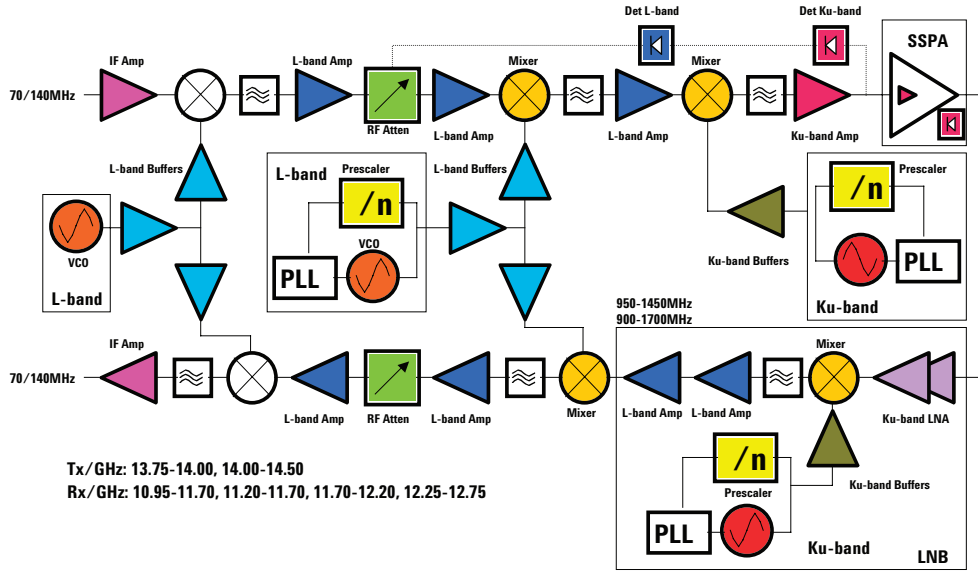 Det L-band
Det Ku-band
SSPA
IF Amp
L-band Amp
Mixer
Mixer
70/140MHz
RF Atten
L-band Amp
L-band Amp
Ku-band Amp
L-band Buffers
L-band
Prescaler
/n
L-band Buffers
Prescaler
/n
VCO
L-band
PLL
VCO
Ku-band Buffers
PLL
Ku-band
950-1450MHz
900-1700MHz
IF Amp
Mixer
70/140MHz
L-band Amp
RF Atten
L-band Amp
Mixer
L-band Amp
L-band Amp
Ku-band LNA
/n
Prescaler
Ku-band Buffers
PLL
Ku-band
LNB
Tx/GHz: 13.75-14.00, 14.00-14.50
Rx/GHz: 10.95-11.70, 11.20-11.70, 11.70-12.20, 12.25-12.75